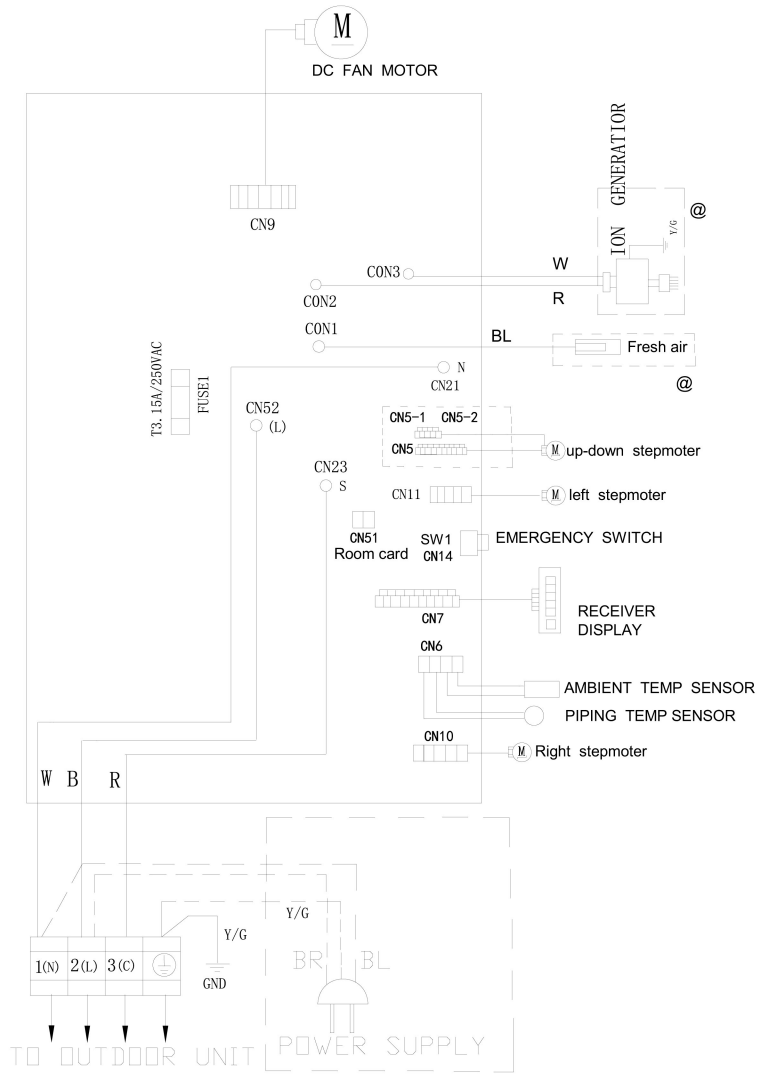 M
DC FAN MOTOR
CN9
ION GENERATIOR
@
Y/G
CON3
W
CON2
R
CON1
BL
Fresh air
@
T3.15A/250VAC
FUSE1
N
CN21
CN52
(L)
CN5-1 CN5-2
CN5
M up-down stepmoter
CN23
S
CN11
M left stepmoter
CN51
Room card
SW1
CN14
EMERGENCY SWITCH
CN7
RECEIVER
DISPLAY
CN6
AMBIENT TEMP SENSOR
PIPING TEMP SENSOR
CN10
M Right stepmoter
W B R
Y/G
Y/G
BR BL
1(N) 2(L) 3(C)
GND
TO OUTDOOR UNIT
POWER SUPPLY